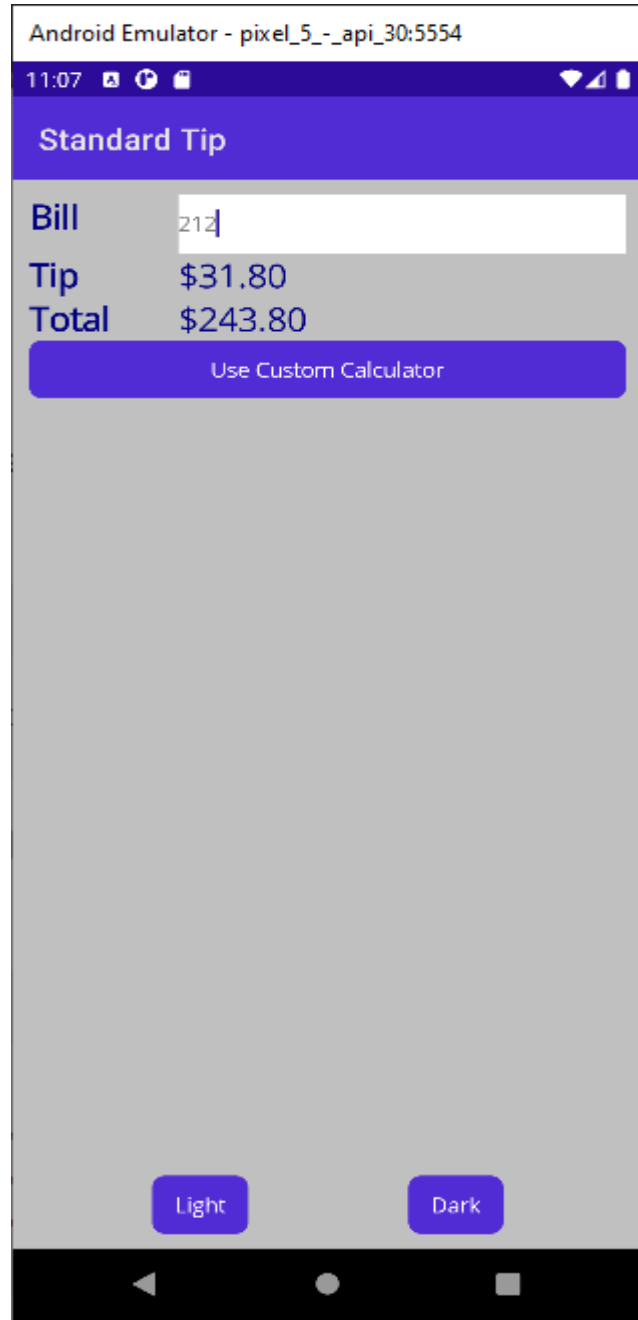 Android Emulator - pixel_5_-_api_30:5554
11:07
Standard Tip
Bill 212
Tip $31.80
Total $243.80
Use Custom Calculator
Light Dark